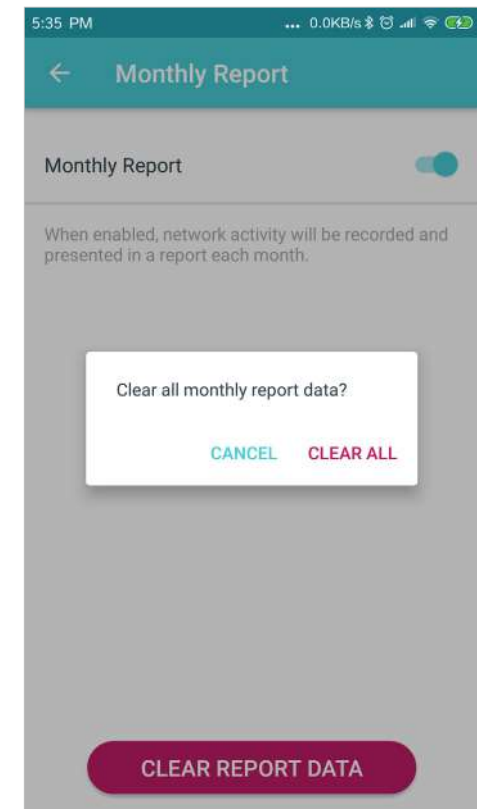 5:35 PM ... 0.0KB/s
Monthly Report
Monthly Report
When enabled, network activity will be recorded and
presented in a report each month.
Clear all monthly report data?
CANCEL CLEAR ALL
CLEAR REPORT DATA